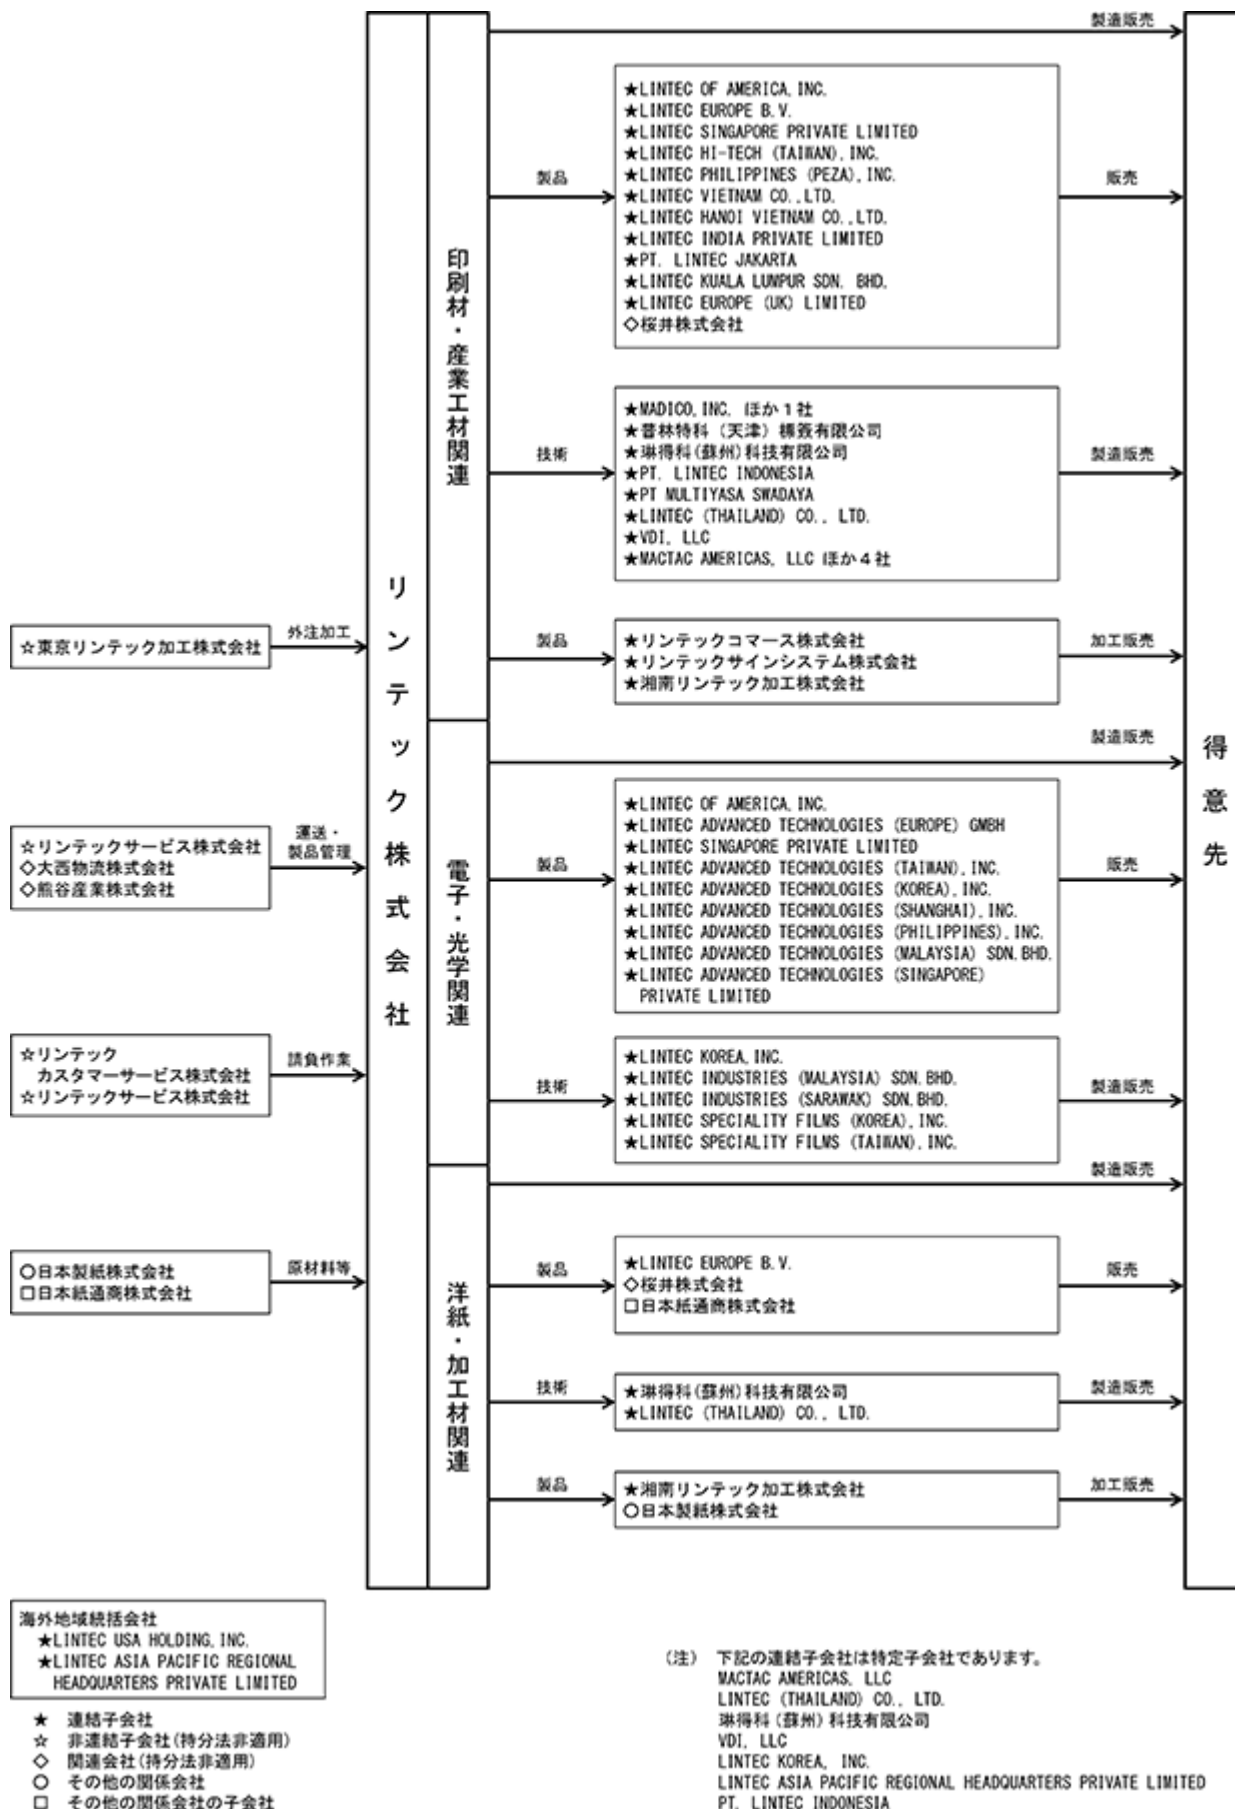 製造販売
★LINTEC OF AMERICA, INC.
★LINTEC EUROPE B.V.
★LINTEC SINGAPORE PRIVATE LIMITED
★LINTEC HI-TECH (TAIWAN), INC.
★LINTEC PHILIPPINES (PEZA), INC.
★LINTEC VIETNAM CO.,LTD.
★LINTEC HANOI VIETNAM CO.,LTD.
★LINTEC INDIA PRIVATE LIMITED
★PT. LINTEC JAKARTA
★LINTEC KUALA LUMPUR SDN. BHD.
★LINTEC EUROPE (UK) LIMITED
◇桜井株式会社
製品
販売
印刷材・産業工材関連
★MADICO, INC. ほか1社
★普林特科（天津）標簽有限公司
★琳得科(蘇州)科技有限公司
★PT. LINTEC INDONESIA
★PT MULTIYASA SWADAYA
★LINTEC (THAILAND) CO., LTD.
★VDI, LLC
★MACTAC AMERICAS, LLC ほか4社
技術
製造販売
リンテック株式会社
☆東京リンテック加工株式会社
外注加工
製品
★リンテックコマース株式会社
★リンテックサインシステム株式会社
★湘南リンテック加工株式会社
加工販売
製造販売
得意先
☆リンテックサービス株式会社
◇大西物流株式会社
◇熊谷産業株式会社
運送・
製品管理
電子・光学関連
製品
★LINTEC OF AMERICA, INC.
★LINTEC ADVANCED TECHNOLOGIES (EUROPE) GMBH
★LINTEC SINGAPORE PRIVATE LIMITED
★LINTEC ADVANCED TECHNOLOGIES (TAIWAN), INC.
★LINTEC ADVANCED TECHNOLOGIES (KOREA), INC.
★LINTEC ADVANCED TECHNOLOGIES (SHANGHAI), INC.
★LINTEC ADVANCED TECHNOLOGIES (PHILIPPINES), INC.
★LINTEC ADVANCED TECHNOLOGIES (MALAYSIA) SDN.BHD.
★LINTEC ADVANCED TECHNOLOGIES (SINGAPORE)
PRIVATE LIMITED
販売
☆リンテック
カスタマーサービス株式会社
☆リンテックサービス株式会社
請負作業
技術
★LINTEC KOREA, INC.
★LINTEC INDUSTRIES (MALAYSIA) SDN.BHD.
★LINTEC INDUSTRIES (SARAWAK) SDN.BHD.
★LINTEC SPECIALITY FILMS (KOREA), INC.
★LINTEC SPECIALITY FILMS (TAIWAN), INC.
製造販売
製造販売
○日本製紙株式会社
□日本紙通商株式会社
原材料等
洋紙・加工材関連
製品
★LINTEC EUROPE B.V.
◇桜井株式会社
□日本紙通商株式会社
販売
技術
★琳得科(蘇州)科技有限公司
★LINTEC (THAILAND) CO., LTD.
製造販売
製品
★湘南リンテック加工株式会社
○日本製紙株式会社
加工販売
海外地域統括会社
★LINTEC USA HOLDING, INC.
★LINTEC ASIA PACIFIC REGIONAL
HEADQUARTERS PRIVATE LIMITED
★ 連結子会社
☆ 非連結子会社(持分法非適用)
◇ 関連会社(持分法非適用)
○ その他の関係会社
□ その他の関係会社の子会社
(注) 下記の連結子会社は特定子会社であります。
MACTAC AMERICAS, LLC
LINTEC (THAILAND) CO., LTD.
琳得科(蘇州)科技有限公司
VDI, LLC
LINTEC KOREA, INC.
LINTEC ASIA PACIFIC REGIONAL HEADQUARTERS PRIVATE LIMITED
PT. LINTEC INDONESIA